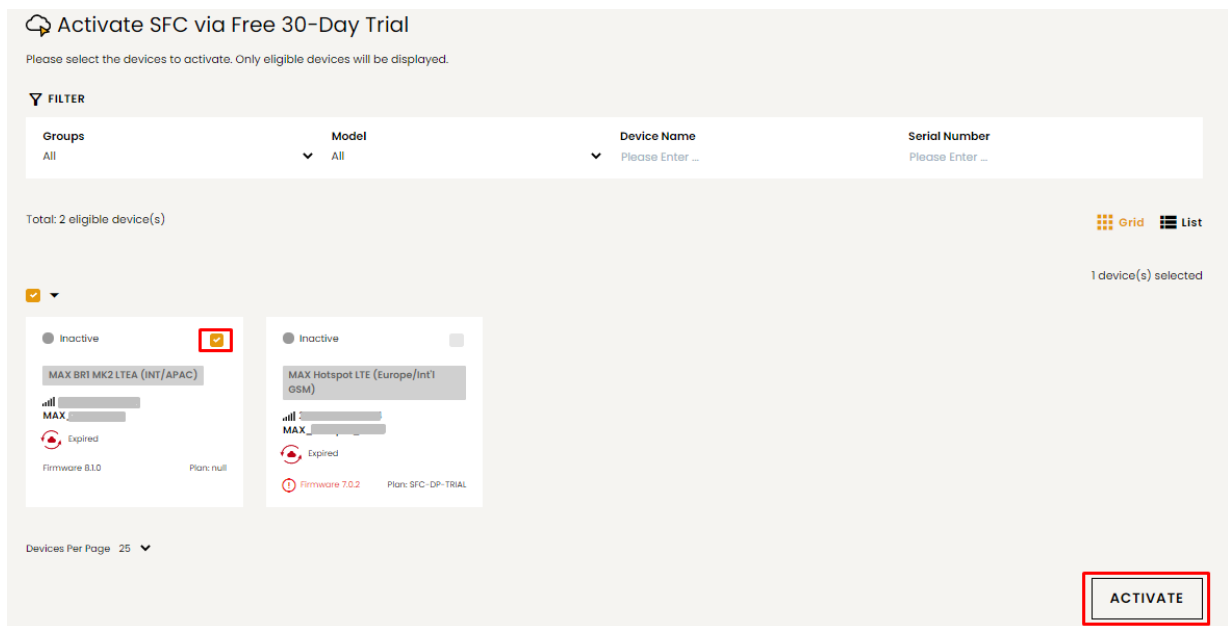 Activate SFC via Free 30-Day Trial
Please select the devices to activate. Only eligible devices will be displayed.
FILTER
Groups Model Device Name Serial Number
All All Please Enter ... Please Enter ...
Total: 2 eligible device(s)
Grid List
1 device(s) selected
Inactive
MAX BR1 MK2 LTEA (INT/APAC)
MAX_
Expired
Firmware 8.1.0 Plan: null
Inactive
MAX Hotspot LTE (Europe/Int'l
GSM)
MAX_
Expired
Firmware 7.0.2 Plan: SFC-DP-TRIAL
Devices Per Page 25
ACTIVATE